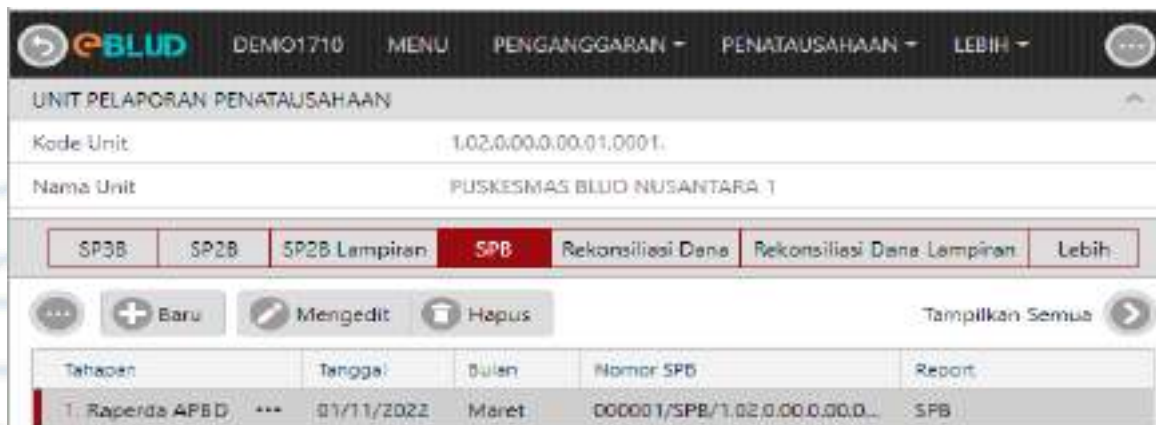 eBLUD DEMO1710 MENU PENGANGGARAN PENATAUSAHAAN LEBIH
UNIT PELAPORAN PENATAUSAHAAN
Kode Unit 1.02.0.00.0.00.01.0001.
Nama Unit PUSKESMAS BLUD NUSANTARA 1
SP3B SP2B SP2B Lampiran SPB Rekonsiliasi Dana Rekonsiliasi Dana Lampiran Lebih
Baru Mengedit Hapus Tampilkan Semua
Tahapan Tanggal Bulan Nomor SPB Report
1. Raperda APBD ... 01/11/2022 Maret 000001/SPB/1.02.0.00.0.00.0... SPB